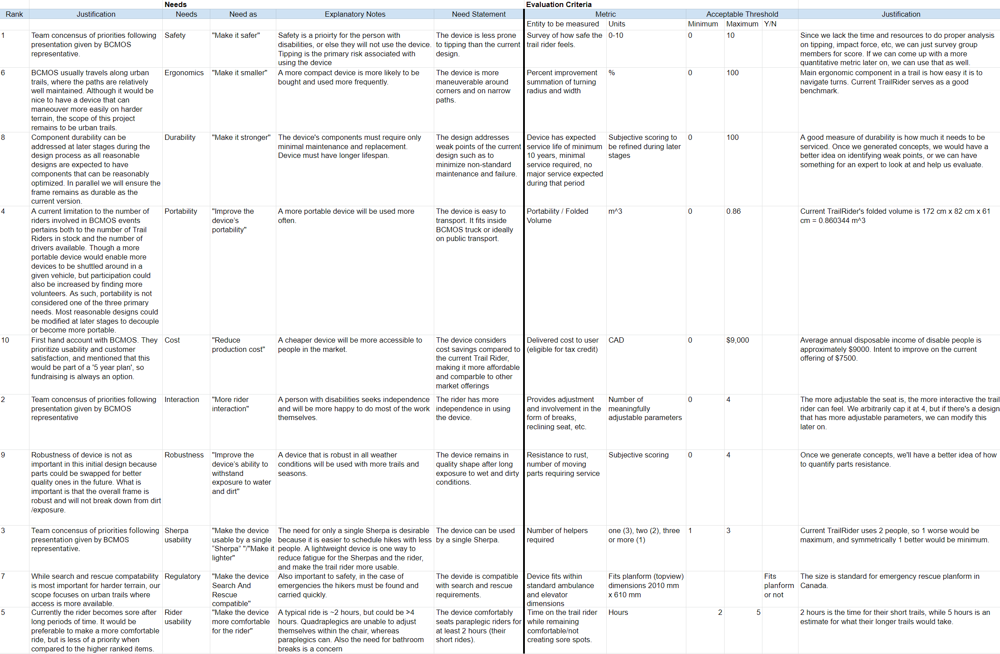 Needs
Evaluation Criteria
Rank
Justification
Needs
Need as
Explanatory Notes
Need Statement
Metric
Acceptable Threshold
Justification
Entity to be measured
Units
Minimum
Maximum
Y/N
1
Team concensus of priorities following
presentation given by BCMOS
representative.
Safety
"Make it safer"
Safety is a prioirty for the person with
disabilities, or else they will not use the device.
Tipping is the primary risk associated with
using the device
The device is less prone
to tipping than the current
design.
Survey of how safe the
trail rider feels.
0-10
0
10
Since we lack the time and resources to do proper analysis
on tipping, impact force, etc, we can just survey group
members for score. If we can come up with a more
quantitative metric later on, we can use that as well.
6
BCMOS usually travels along urban
trails, where the paths are relatively
well maintained. Although it would be
nice to have a device that can
maneouver more easily on harder
terrain, the scope of this project
remains to be urban trails.
Ergonomics
"Make it smaller"
A more compact device is more likely to be
bought and used more frequently.
The device is more
maneuverable around
corners and on narrow
paths.
Percent improvement
summation of turning
radius and width
%
0
100
Main ergonomic component in a trail is how easy it is to
navigate turns. Current TrailRider serves as a good
benchmark.
8
Component durability can be
addressed at later stages during the
design process as all reasonable
designs are expected to have
components that can be reasonably
optimized. In parallel we will ensure the
frame remains as durable as the
current version.
Durability
"Make it stronger"
The device's components must require only
minimal maintenance and replacement.
Device must have longer lifespan.
The design addresses
weak points of the current
design such as to
minimize non-standard
maintenance and failure.
Device has expected
service life of minimum
10 years, minimal
service required, no
major service expected
during that period
Subjective scoring to
be refined during later
stages
0
100
A good measure of durability is how much it needs to be
serviced. Once we generated concepts, we would have a
better idea on identifying weak points, or we can have
something for an expert to look at and help us evaluate.
4
A current limitation to the number of
riders involved in BCMOS events
pertains both to the number of Trail
Riders in stock and the number of
drivers available. Though a more
portable device would enable more
devices to be shuttled around in a
given vehicle, but participation could
also be increased by finding more
volunteers. As such, portability is not
considered one of the three primary
needs. Most reasonable designs could
be modified at later stages to decouple
or become more portable.
Portability
"Improve the
device's
portability"
A more portable device will be used more
often.
The device is easy to
transport. It fits inside
BCMOS truck or ideally
on public transport.
Portability / Folded
Volume
m^3
0
0.86
Current TrailRider's folded volume is 172 cm x 82 cm x 61
cm = 0.860344 m^3
10
First hand account with BCMOS. They
prioritize usability and customer
satisfaction, and mentioned that this
would be part of a '5 year plan', so
fundraising is always an option.
Cost
"Reduce
production cost"
A cheaper device will be more accessible to
people in the market.
The device considers
cost savings compared to
the current Trail Rider,
making it more affordable
and comparble to other
market offerings
Delivered cost to user
(eligible for tax credit)
CAD
0
$9,000
Average annual disposable income of disable people is
approximately $9000. Intent to improve on the current
offering of $7500.
2
Team concensus of priorities following
presentation given by BCMOS
representative
Interaction
"More rider
interaction"
A person with disabilities seeks independence
and will be more happy to do most of the work
themselves.
The rider has more
independence in using
the device.
Provides adjustment
and involvement in the
form of breaks,
reclining seat, etc.
Number of
meaningfully
adjustable parameters
0
4
The more adjustable the seat is, the more interactive the trail
rider can feel. We arbitrarily cap it at 4, but if there's a design
that has more adjustable parameters, we can modify this
later on.
9
Robustness of device is not as
important in this initial design because
parts could be swapped for better
quality ones in the future. What is
important is that the overall frame is
robust and will not break down from dirt
/exposure.
Robustness
"Improve the
device's ability to
withstand
exposure to water
and dirt"
A device that is robust in all weather
conditions will be used with more trails and
seasons.
The device remains in
quality shape after long
exposure to wet and dirty
conditions.
Resistance to rust,
number of moving
parts requiring service
Subjective scoring
0
4
Once we generate concepts, we'll have a better idea of how
to quantify parts resistance.
3
Team concensus of priorities following
presentation given by BCMOS
representative.
Sherpa
usability
"Make the device
usable by a single
“Sherpa” "/"Make it
lighter"
The need for only a single Sherpa is desirable
because it is easier to schedule hikes with less
people. A lightweight device is one way to
reduce fatigue for the Sherpas and the rider,
and make the trail rider more usable.
The device can be used
by a single Sherpa.
Number of helpers
required
one (3), two (2), three
or more (1)
1
3
Current TrailRider uses 2 people, so 1 worse would be
maximum, and symmetrically 1 better would be minimum.
7
While search and rescue compatability
is most important for harder terrain, our
scope focuses on urban trails where
access is more available.
Regulatory
"Make the device
Search And
Rescue
compatible"
Also important to safety, in the case of
emergencies the hikers must be found and
carried quickly.
The devide is compatible
with search and rescue
requirements.
Device fits within
standard ambulance
and elevator
dimensions
Fits planform (topview)
dimensions 2010 mm
x 610 mm
Fits
planform
or not
The size is standard for emergency rescue planform in
Canada.
5
Currently the rider becomes sore after
long periods of time. It would be
preferable to make a more comfortable
ride, but is less of a priority when
compared to the higher ranked items.
Rider
usability
"Make the device
more comfortable
for the rider"
A typical ride is ~2 hours, but could be >4
hours. Quadraplegics are unable to adjust
themselves within the chair, whereas
paraplegics can. Also the need for bathroom
breaks is a concern
The device comfortably
seats paraplegic riders for
at least 2 hours (their
short rides).
Time on the trail rider
while remaining
comfortable/not
creating sore spots.
Hours
2
5
2 hours is the time for their short trails, while 5 hours is an
estimate for what their longer trails would take.